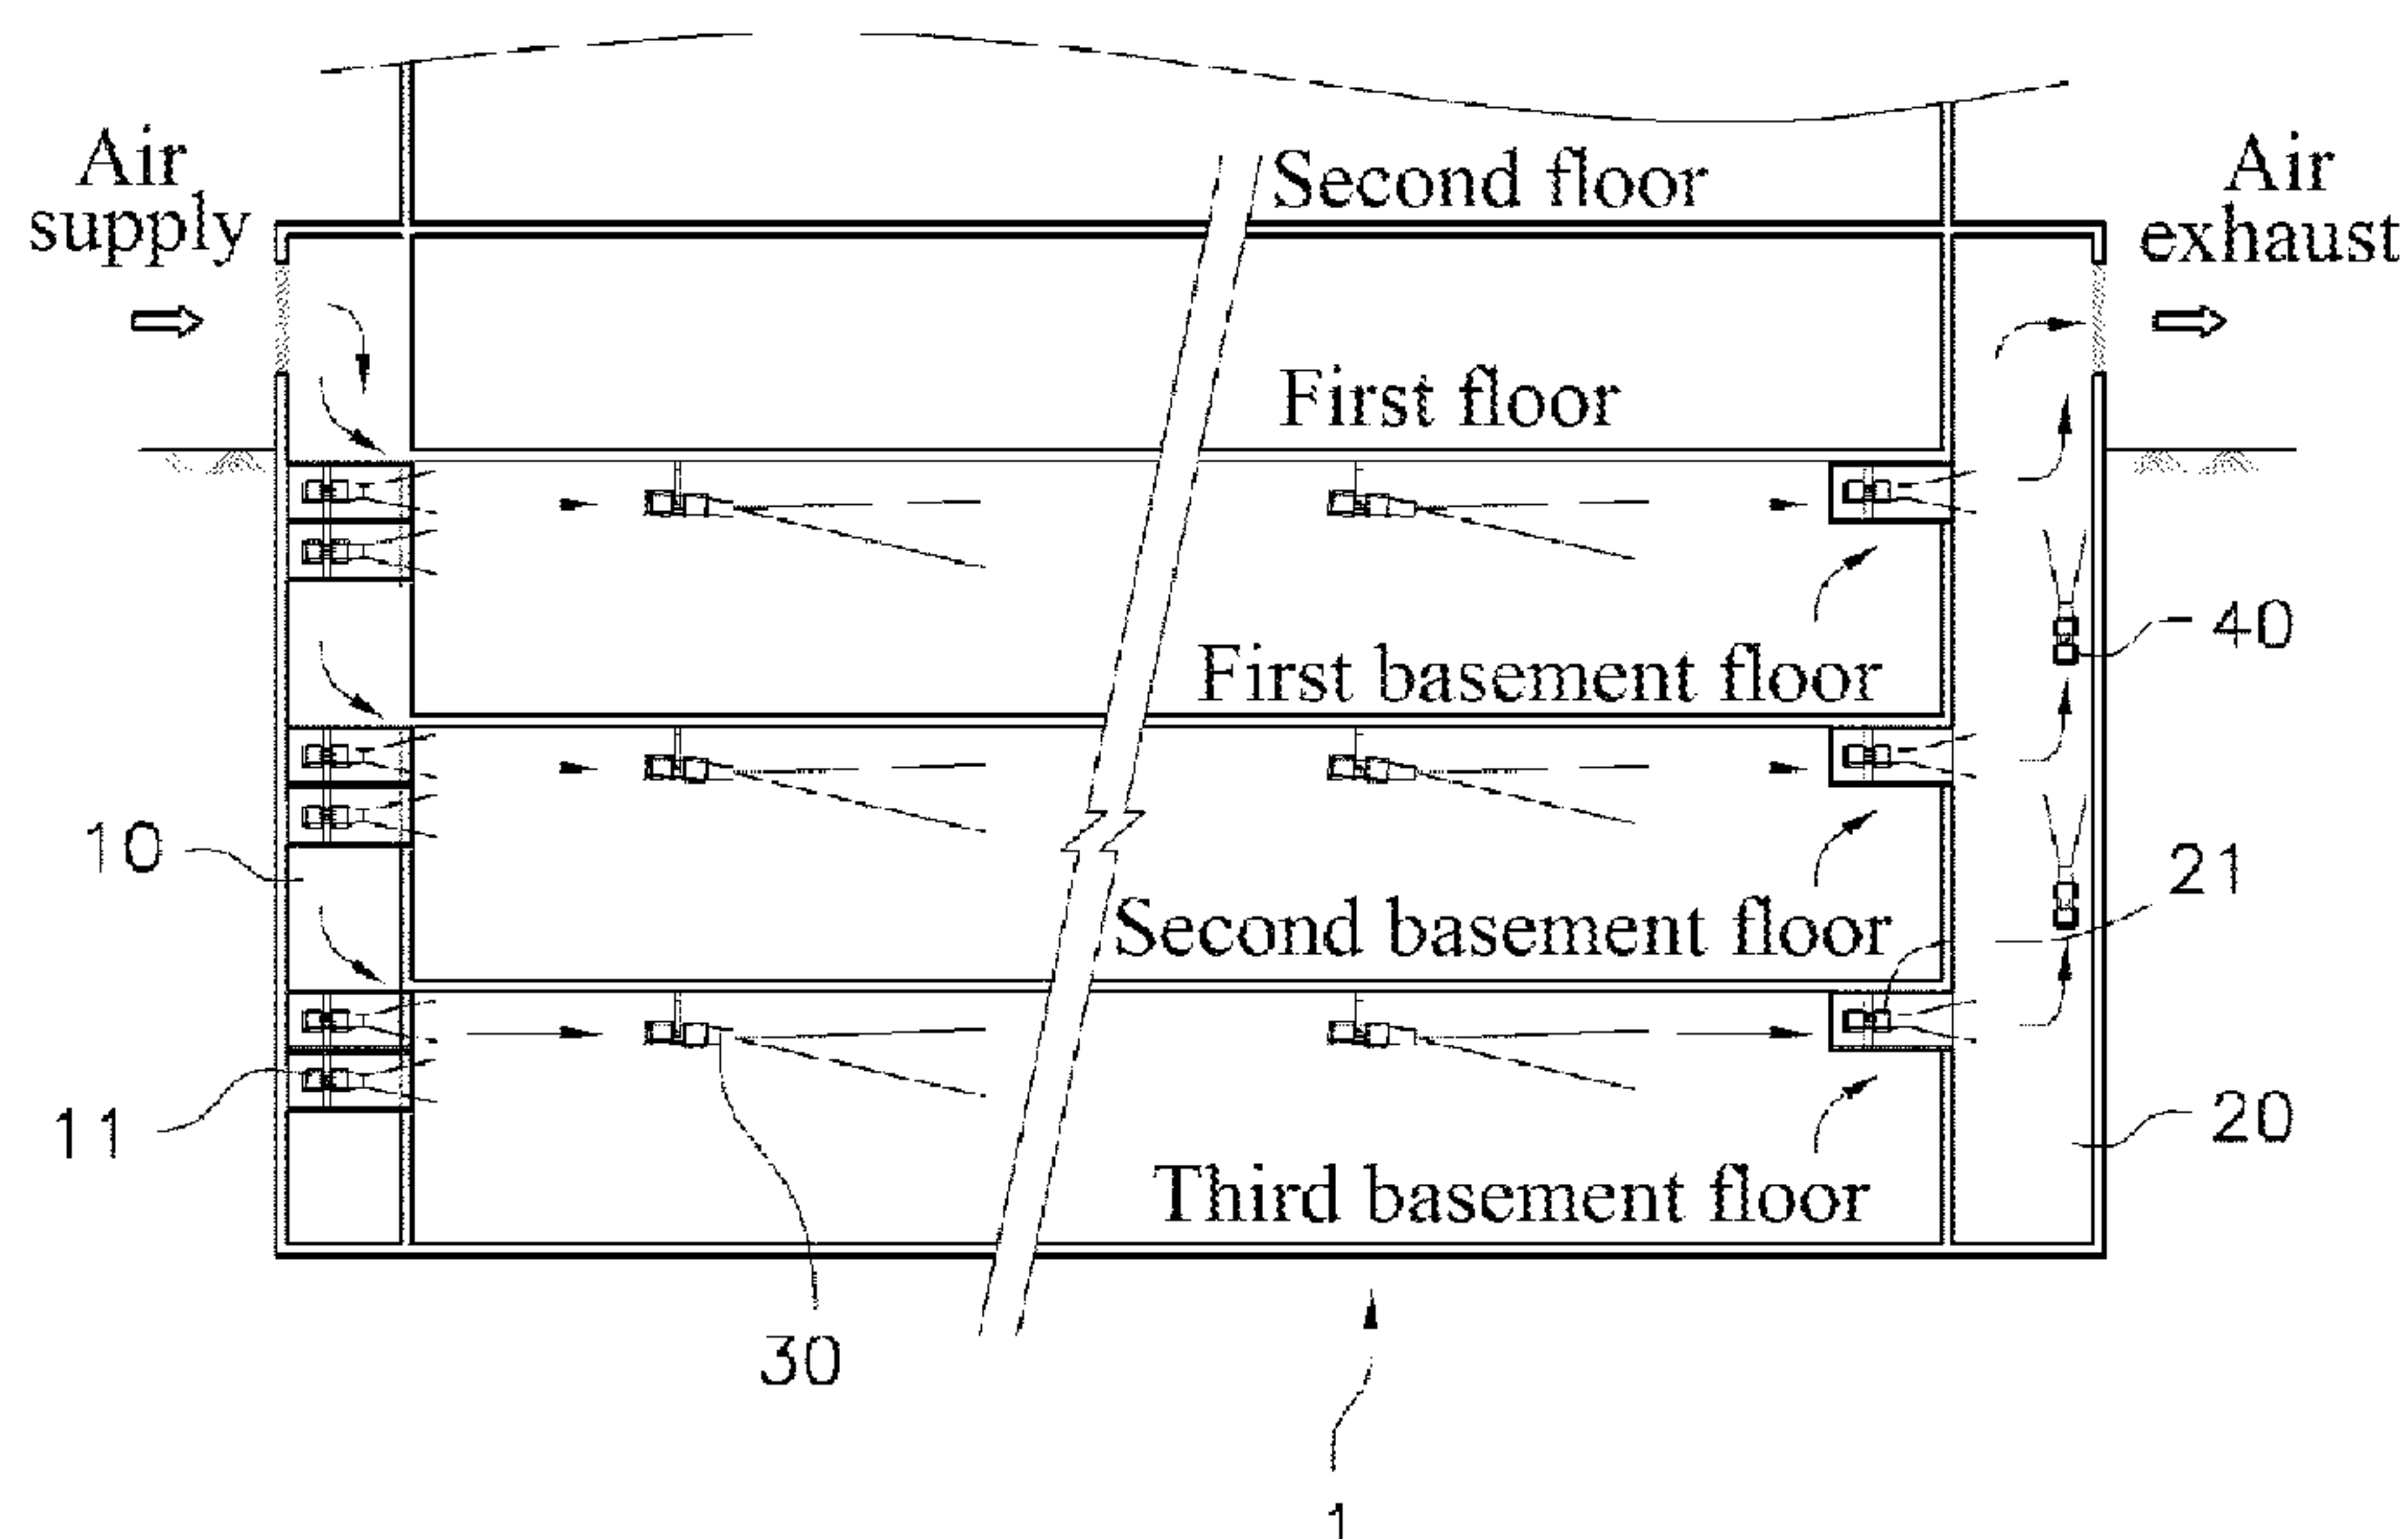 Air
supply
Second floor
Air
exhaust
First floor
40
First basement floor
10
21
Second basement floor
11
20
Third basement floor
30
1